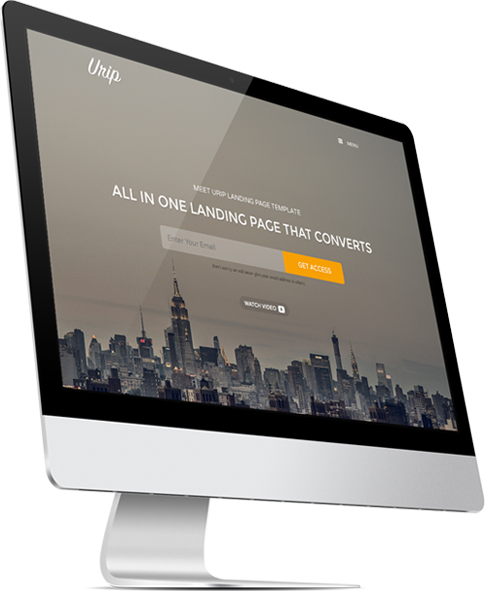 Urip
MENU
MEET URIP LANDING PAGE TEMPLATE
ALL IN ONE LANDING PAGE THAT CONVERTS
Enter Your Email
GET ACCESS
WATCH VIDEO